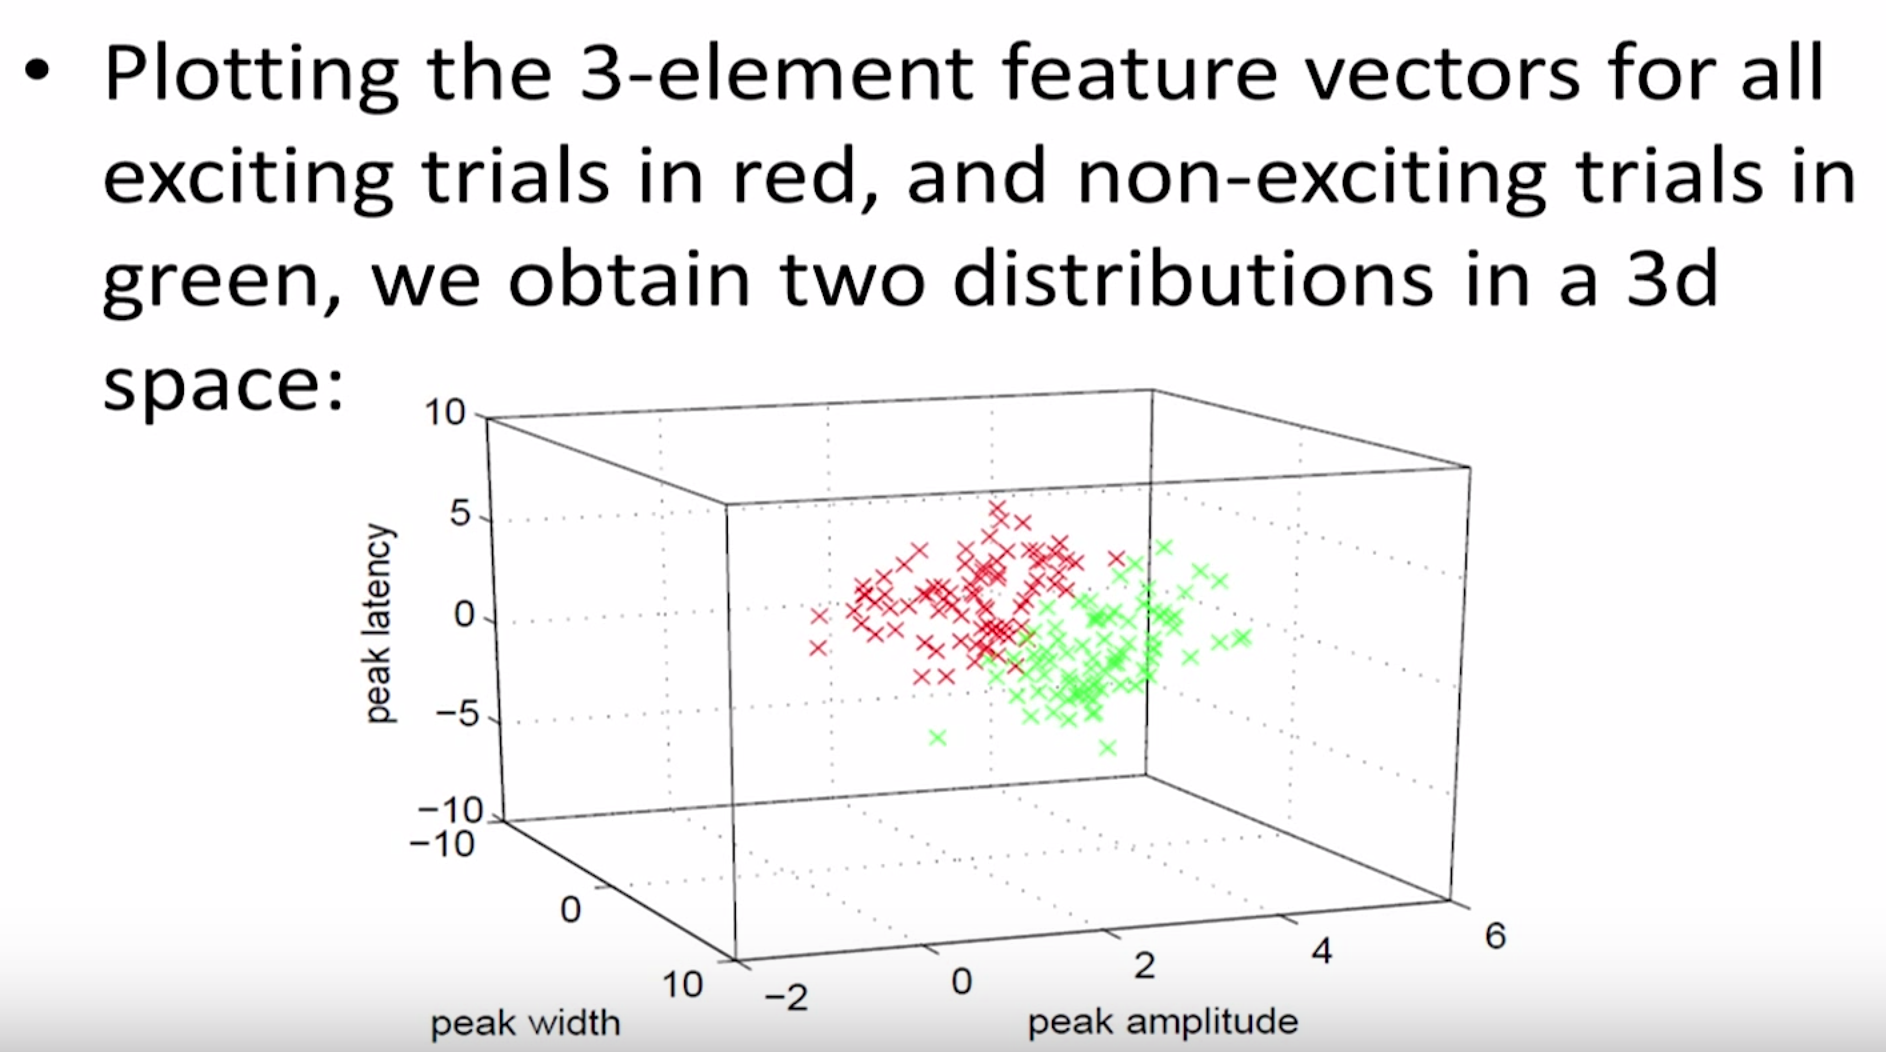 • Plotting the 3-element feature vectors for all
exciting trials in red, and non-exciting trials in
green, we obtain two distributions in a 3d
space:
10
5
0
−5
−10
peak latency
−10
0
10
peak width
−2
0
2
4
6
peak amplitude